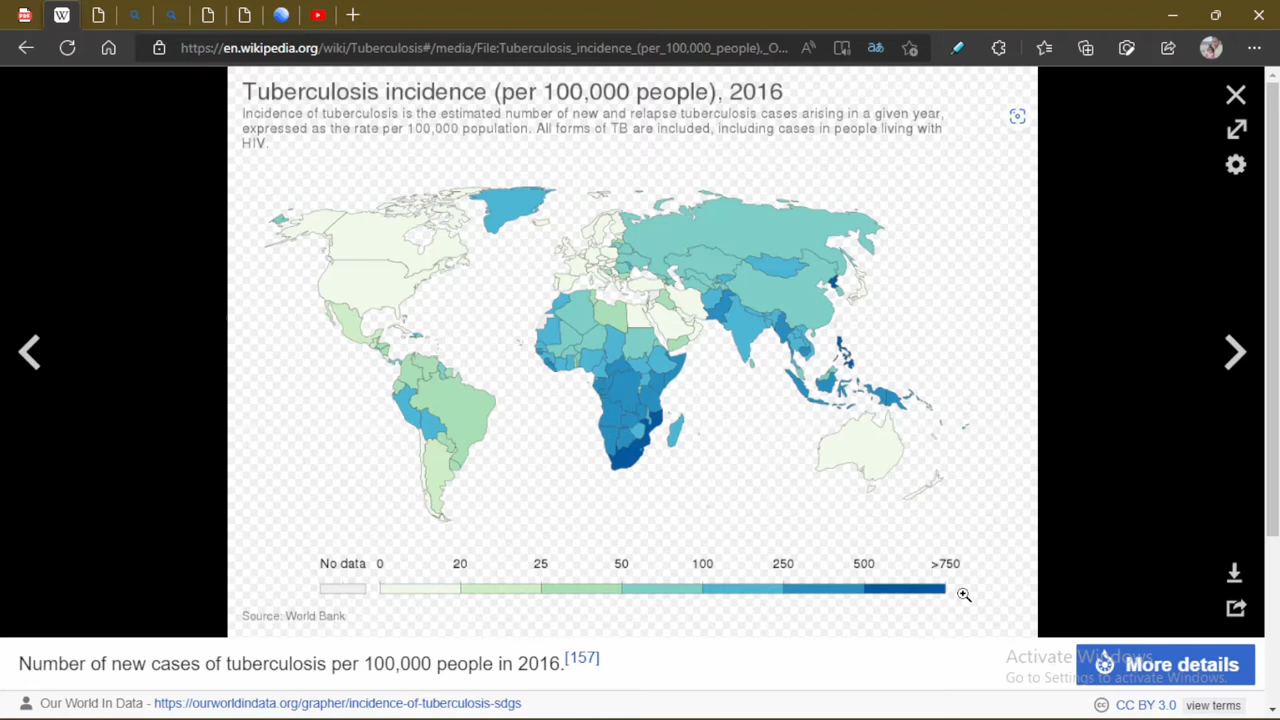 https://en.wikipedia.org/wiki/Tuberculosis#/media/File:Tuberculosis_incidence_(per_100,000_people)._O...
Tuberculosis incidence (per 100,000 people), 2016
Incidence of tuberculosis is the estimated number of new and relapse tuberculosis cases arising in a given year,
expressed as the rate per 100,000 population. All forms of TB are included, including cases in people living with
HIV.
No data 0 20 25 50 100 250 500 >750
Source: World Bank
Number of new cases of tuberculosis per 100,000 people in 2016.[157]
More details
Activate Windows
Go to Settings to activate Windows.
Our World In Data - https://ourworldindata.org/grapher/incidence-of-tuberculosis-sdgs
CC BY 3.0 view terms